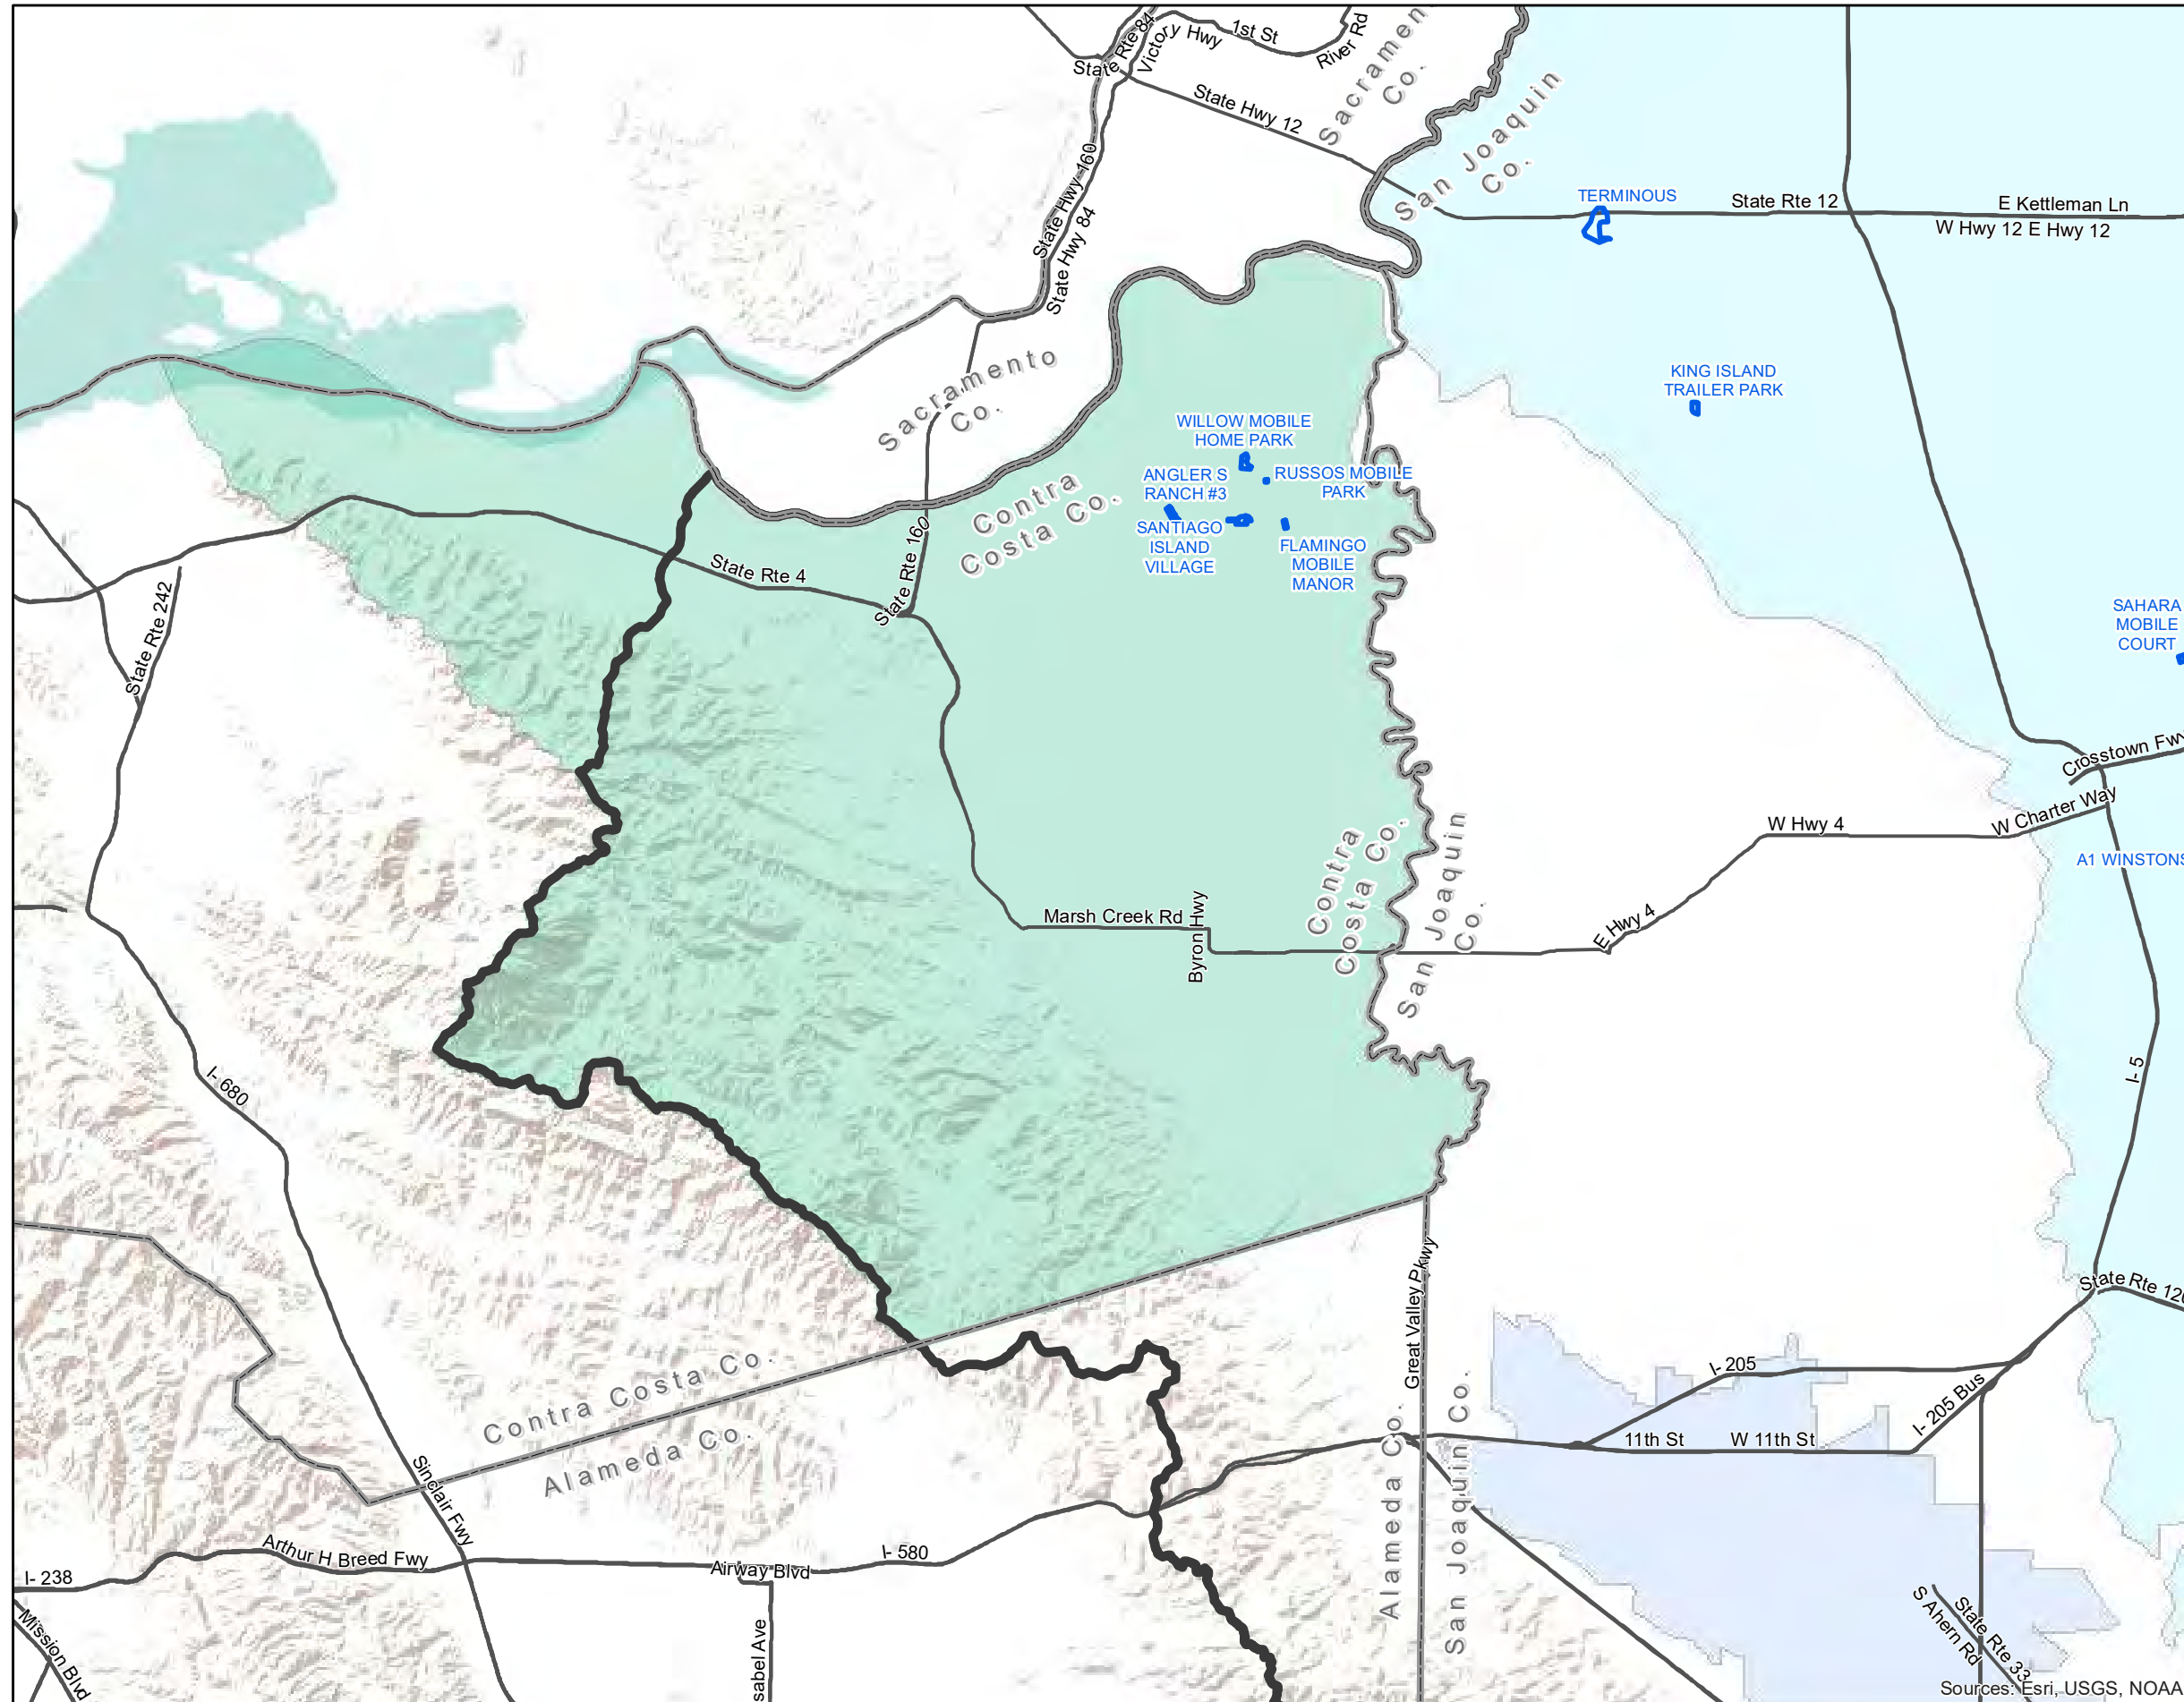 State Rte 84
Victory Hwy
1st St
River Rd
State Hwy 12
Sacramen
Co.
San Joaquin
Co.
TERMINOUS
State Rte 12
E Kettleman Ln
W Hwy 12 E Hwy 12
State Hwy 160
State Hwy 84
Sacramento
Co.
KING ISLAND
TRAILER PARK
WILLOW MOBILE
HOME PARK
ANGLER S
RANCH #3
RUSSOS MOBILE
PARK
SANTIAGO
ISLAND
VILLAGE
FLAMINGO
MOBILE
MANOR
Contra
Costa Co.
State Rte 4
State Rte 160
State Rte 242
SAHARA
MOBILE
COURT
Crosstown Fwy
W Charter Way
W Hwy 4
A1 WINSTONS
Contra
Costa Co.
San Joaquin
Co.
Marsh Creek Rd
Byron Hwy
E Hwy 4
I- 680
I- 5
Great Valley Pkwy
State Rte 120
Contra Costa Co.
Alameda Co.
I- 205
I- 205 Bus
11th St
W 11th St
Alameda Co.
San Joaquin Co.
Sinclair Fwy
Arthur H Breed Fwy
I- 580
Airway Blvd
I- 238
Mission Blvd
sabel Ave
S Ahern Rd
State Rte 33
Sources: Esri, USGS, NOAA